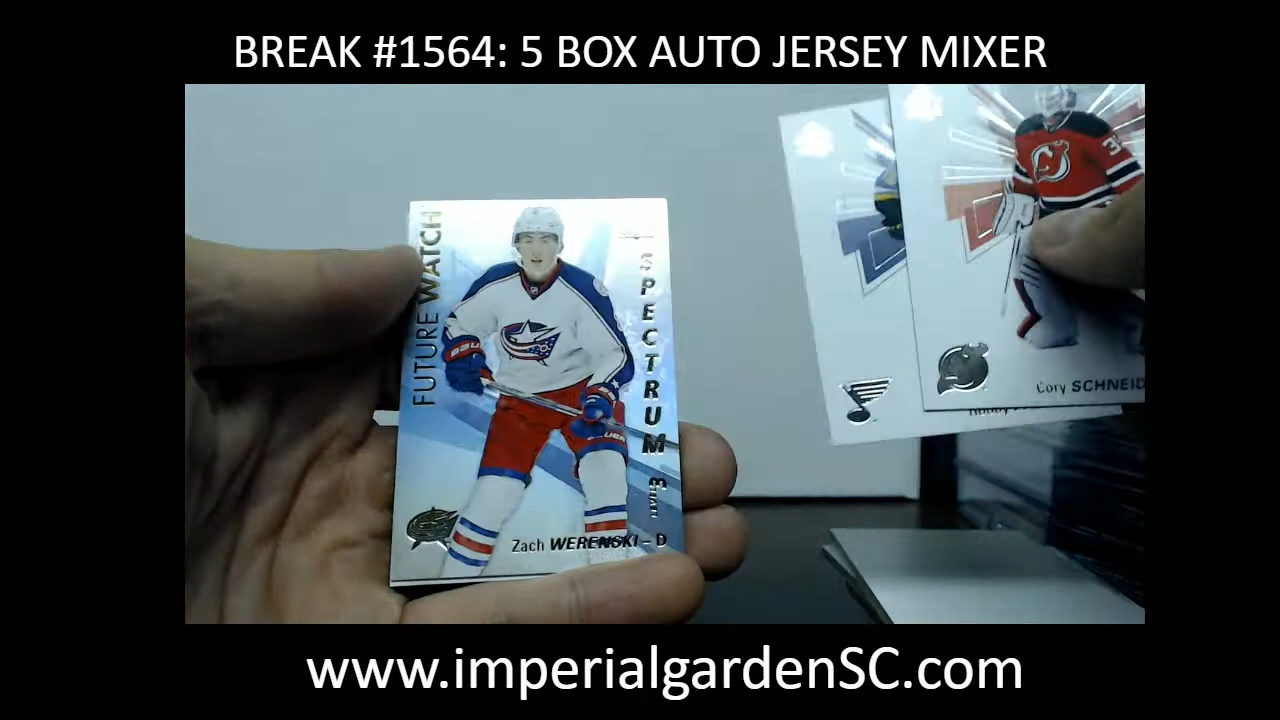 BREAK #1564: 5 BOX AUTO JERSEY MIXER
FUTURE WATCH
SPECTRUM
Zach WERENSKI – D
Cory SCHNEID
www.imperialgardenSC.com